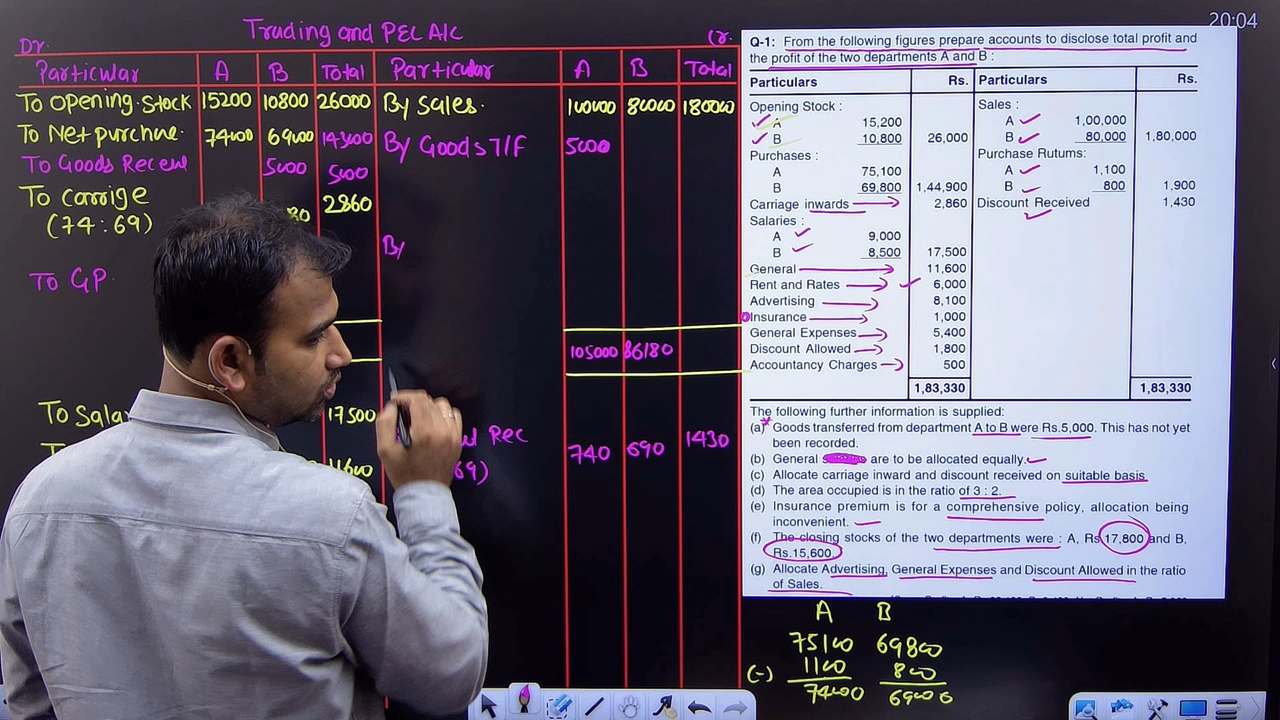 20:04
Trading and P&L A/c
Dr. Cr.
Particular A B Total Particular A B Total
To Opening Stock 15200 10800 26000 By Sales. 100000 80000 180000
To Net purchase. 74000 69000 143000 By Goods T/F 5000
To Goods Receied 5000 5000
To carrige 80 2860
(74:69)
By
To GP.
105000 86180
To Sala 17500
Rec 740 690 1430
69)
11600
Q-1: From the following figures prepare accounts to disclose total profit and
the profit of the two departments A and B :
Particulars Rs. Particulars Rs.
Opening Stock : Sales :
A 15,200 A 1,00,000
B 10,800 26,000 B 80,000 1,80,000
Purchases : Purchase Ruturns:
A 75,100 A 1,100
B 69,800 1,44,900 B 800 1,900
Carriage inwards 2,860 Discount Received 1,430
Salaries :
A 9,000
B 8,500 17,500
General 11,600
Rent and Rates 6,000
Advertising 8,100
Insurance 1,000
General Expenses 5,400
Discount Allowed 1,800
Accountancy Charges 500
1,83,330 1,83,330
The following further information is supplied:
(a) Goods transferred from department A to B were Rs.5,000. This has not yet
been recorded.
(b) General are to be allocated equally.
(c) Allocate carriage inward and discount received on suitable basis.
(d) The area occupied is in the ratio of 3 : 2.
(e) Insurance premium is for a comprehensive policy, allocation being
inconvenient.
(f) The closing stocks of the two departments were : A, Rs 17,800 and B,
Rs.15,600.
(g) Allocate Advertising, General Expenses and Discount Allowed in the ratio
of Sales.
A B
75100 69800
(-) 1100 800
74000 69000